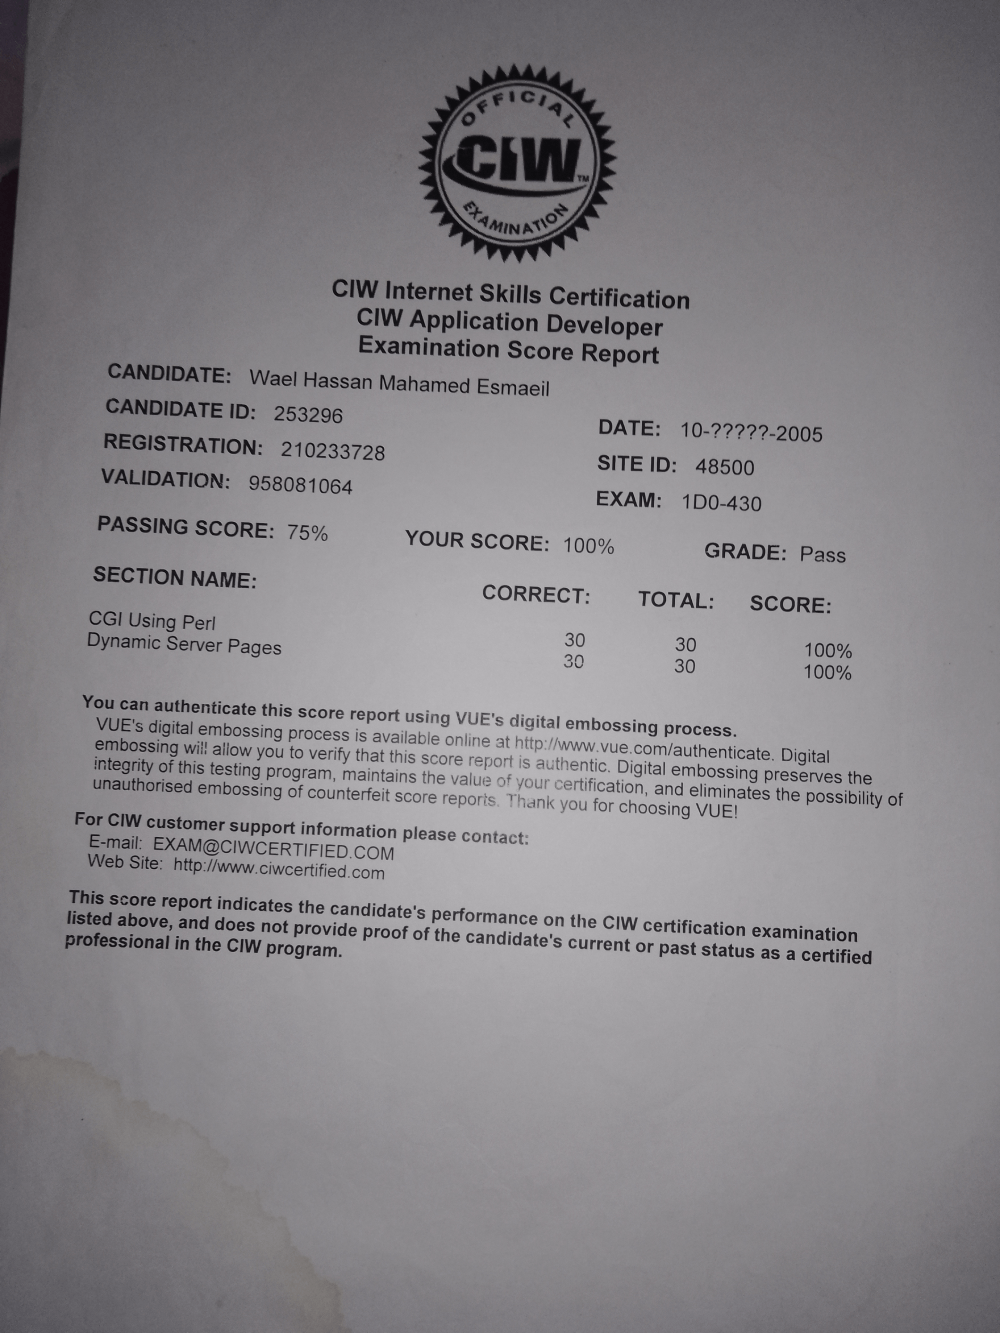 OFFICIAL
CIW™
EXAMINATION
CIW Internet Skills Certification
CIW Application Developer
Examination Score Report
CANDIDATE: Wael Hassan Mahamed Esmaeil
CANDIDATE ID: 253296
DATE: 10-?????-2005
REGISTRATION: 210233728
SITE ID: 48500
VALIDATION: 958081064
EXAM: 1D0-430
PASSING SCORE: 75% YOUR SCORE: 100% GRADE: Pass
SECTION NAME: CORRECT: TOTAL: SCORE:
CGI Using Perl 30 30 100%
Dynamic Server Pages 30 30 100%
You can authenticate this score report using VUE's digital embossing process.
VUE's digital embossing process is available online at http://www.vue.com/authenticate. Digital
embossing will allow you to verify that this score report is authentic. Digital embossing preserves the
integrity of this testing program, maintains the value of your certification, and eliminates the possibility of
unauthorised embossing of counterfeit score reports. Thank you for choosing VUE!
For CIW customer support information please contact:
E-mail: EXAM@CIWCERTIFIED.COM
Web Site: http://www.ciwcertified.com
This score report indicates the candidate's performance on the CIW certification examination
listed above, and does not provide proof of the candidate's current or past status as a certified
professional in the CIW program.